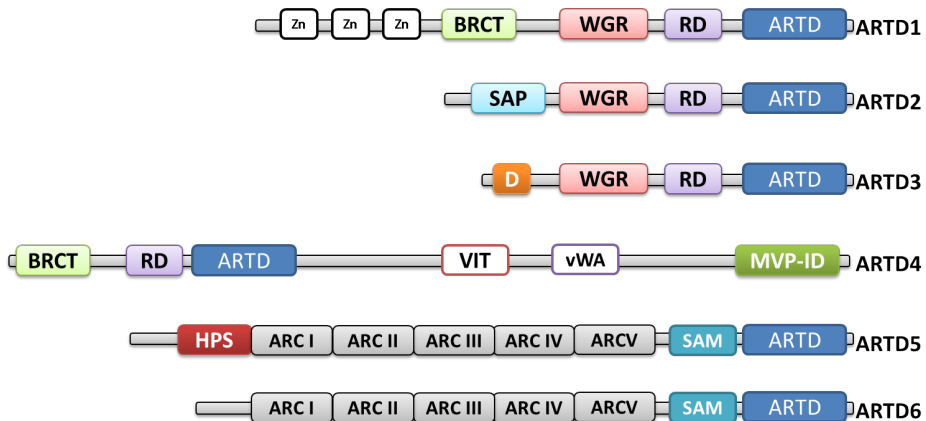 Zn Zn Zn BRCT WGR RD ARTD ARTD1
SAP WGR RD ARTD ARTD2
D WGR RD ARTD ARTD3
BRCT RD ARTD VIT vWA MVP-ID ARTD4
HPS ARC I ARC II ARC III ARC IV ARCV SAM ARTD ARTD5
ARC I ARC II ARC III ARC IV ARCV SAM ARTD ARTD6